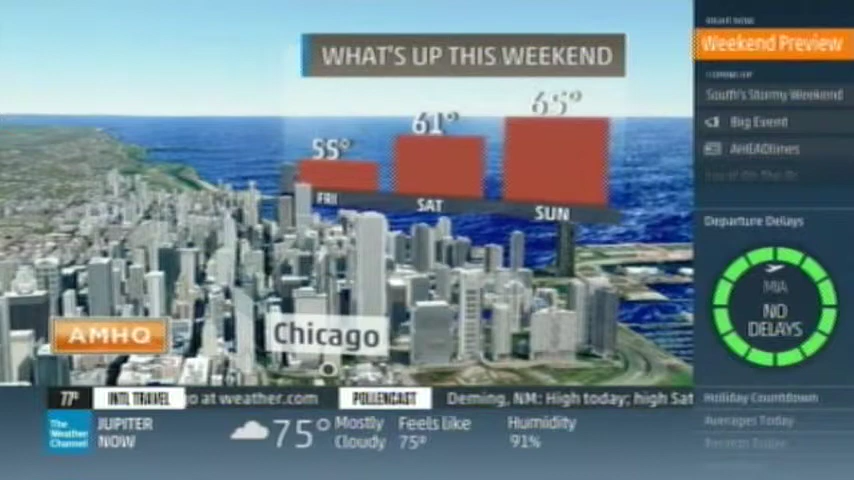 RIGHT NOW
Weekend Preview
COMING UP
South's Stormy Weekend
Big Event
AHEADlines
WHAT'S UP THIS WEEKEND
55°
61°
65°
FRI
SAT
SUN
Departure Delays
MIA
NO
DELAYS
AMHQ
Chicago
77° INTL TRAVEL go at weather.com POLLENCAST Deming, NM: High today; high Sat
Holiday Countdown
Averages Today
Records Today
The
Weather
Channel
JUPITER
NOW
75°
Mostly
Cloudy
Feels like
75°
Humidity
91%